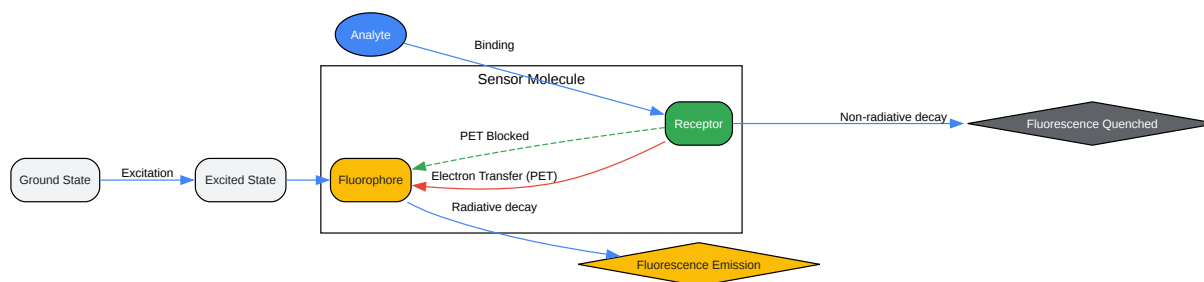 Analyte
Binding
Sensor Molecule
Receptor
Non-radiative decay
Fluorescence Quenched
PET Blocked
Ground State
Excitation
Excited State
Fluorophore
Electron Transfer (PET)
Radiative decay
Fluorescence Emission